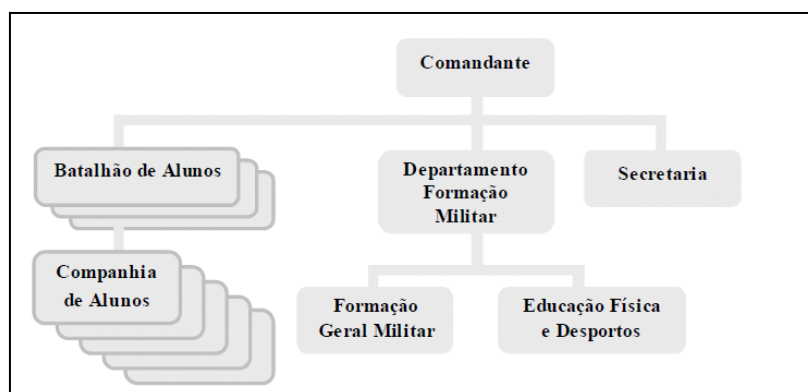 Comandante
Batalhão de Alunos
Departamento
Formação
Militar
Secretaria
Companhia
de Alunos
Formação
Geral Militar
Educação Física
e Desportos